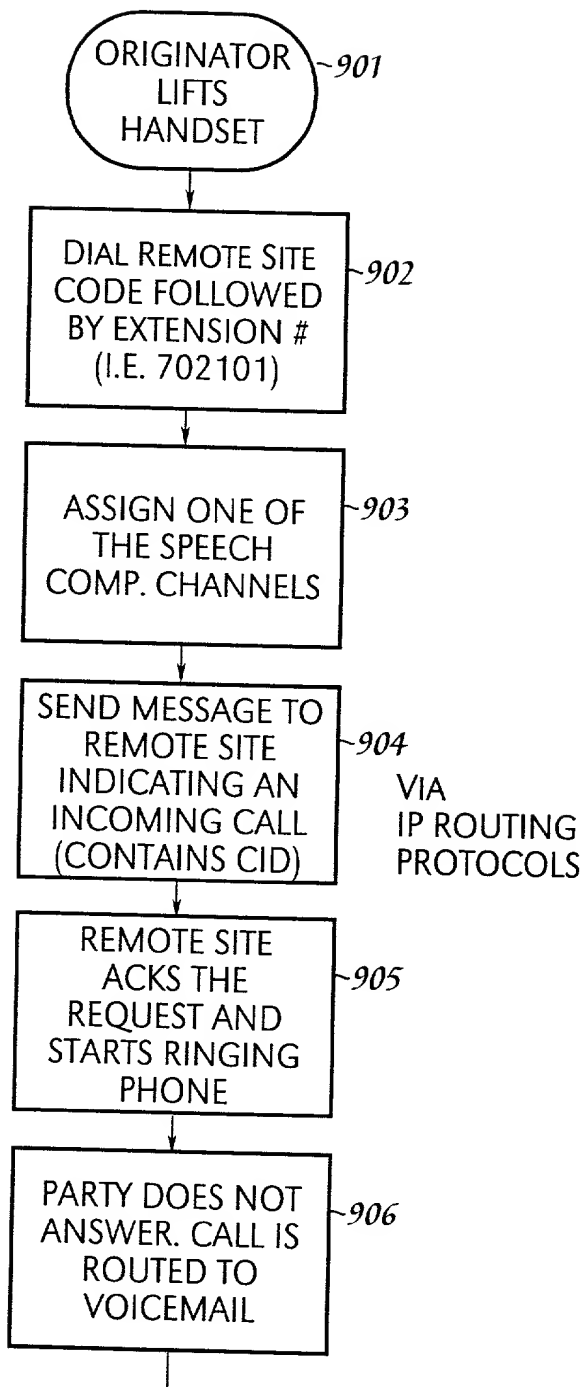 ORIGINATOR
LIFTS
HANDSET
901
DIAL REMOTE SITE
CODE FOLLOWED
BY EXTENSION #
(I.E. 702101)
902
ASSIGN ONE OF
THE SPEECH
COMP. CHANNELS
903
SEND MESSAGE TO
REMOTE SITE
INDICATING AN
INCOMING CALL
(CONTAINS CID)
904
VIA
IP ROUTING
PROTOCOLS
REMOTE SITE
ACKS THE
REQUEST AND
STARTS RINGING
PHONE
905
PARTY DOES NOT
ANSWER. CALL IS
ROUTED TO
VOICEMAIL
906